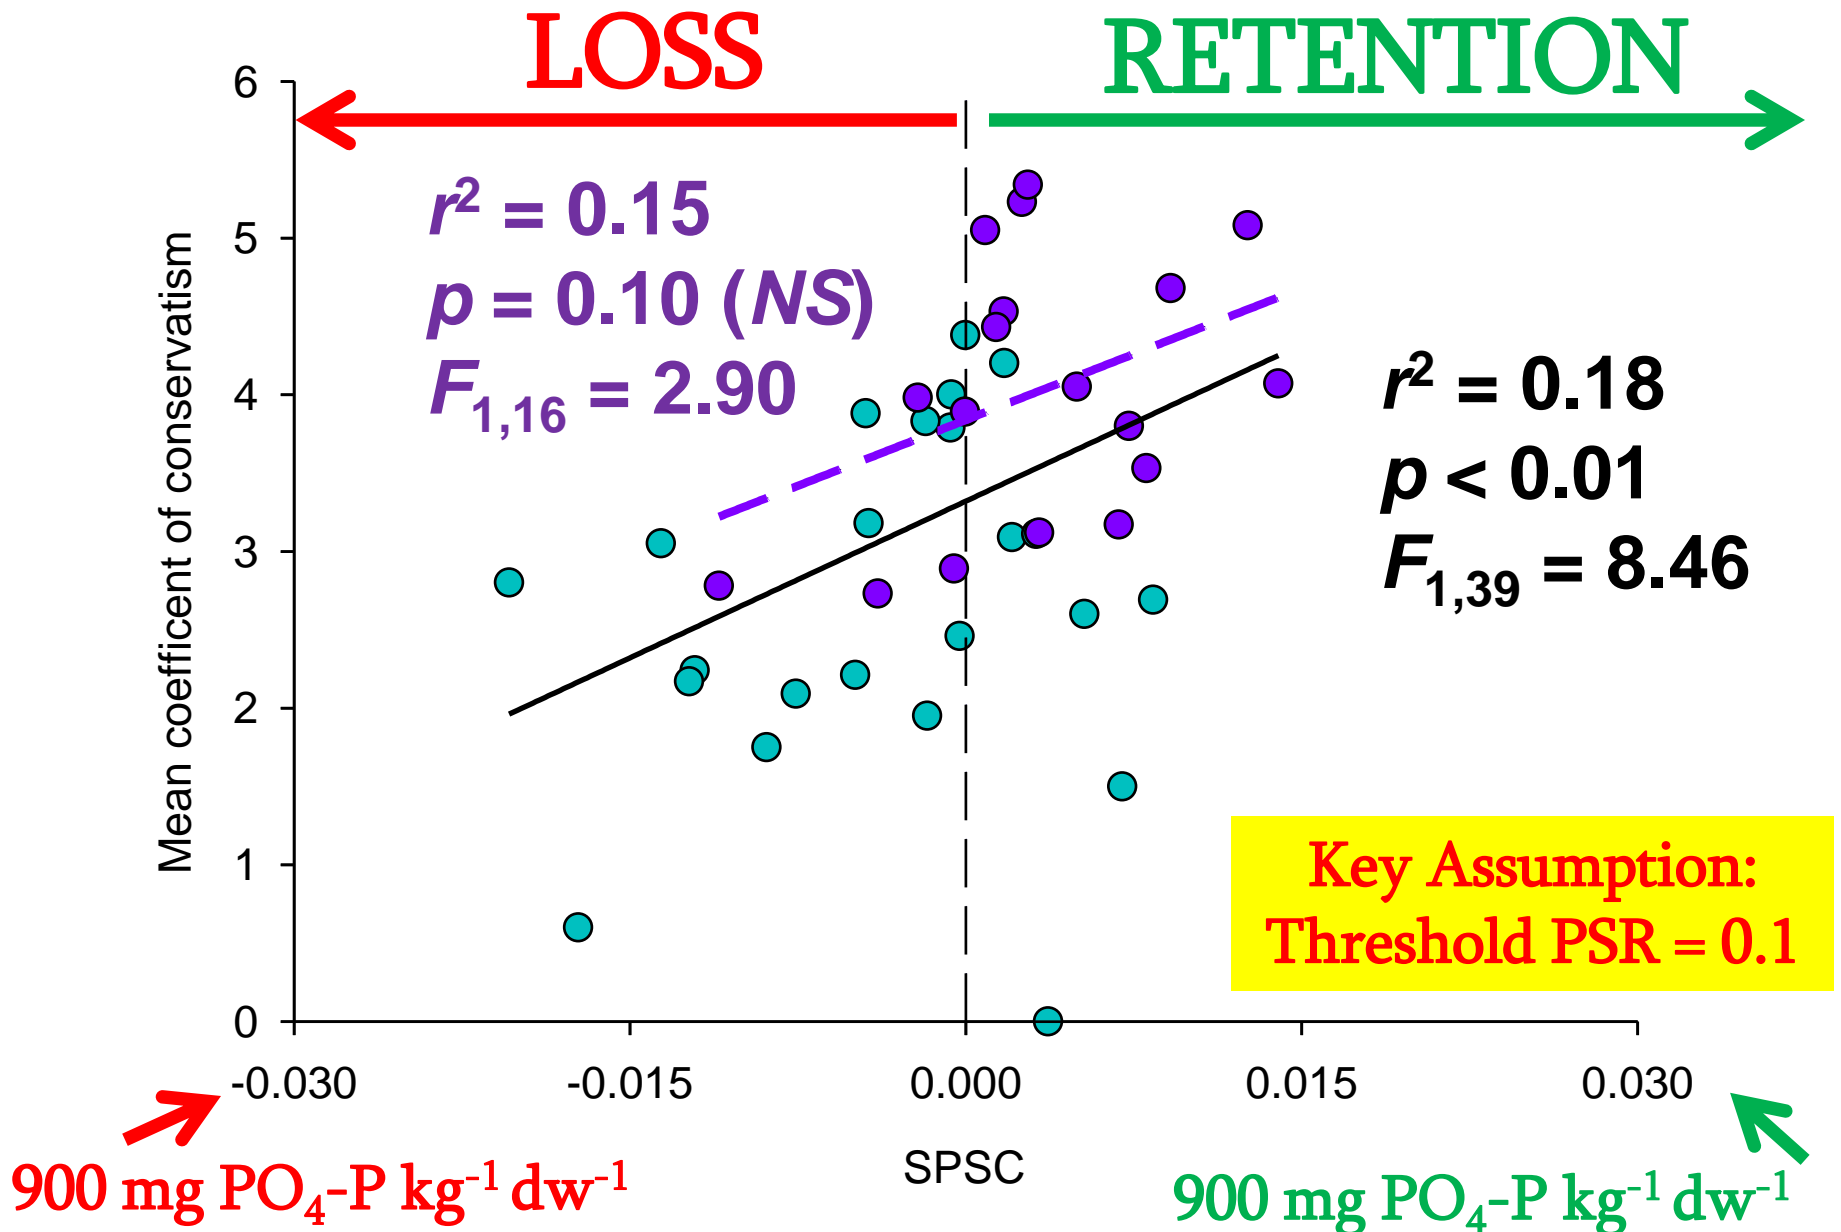 LOSS
RETENTION
6
5
4
3
2
1
0
Mean coefficent of conservatism
r² = 0.15
p = 0.10 (NS)
F₁,₁₆ = 2.90
r² = 0.18
p < 0.01
F₁,₃₉ = 8.46
Key Assumption:
Threshold PSR = 0.1
-0.030
-0.015
0.000
0.015
0.030
SPSC
900 mg PO₄-P kg⁻¹ dw⁻¹
900 mg PO₄-P kg⁻¹ dw⁻¹